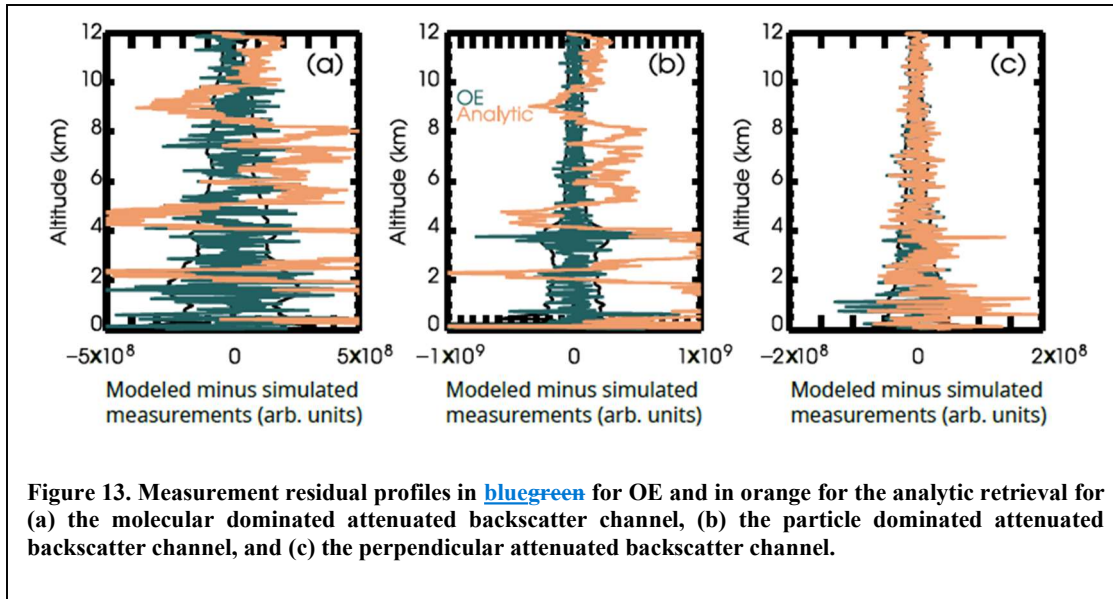 12
10
8
6
4
2
0
Altitude (km)
(a)
−5x10⁸ 0 5x10⁸
Modeled minus simulated
measurements (arb. units)
12
10
8
6
4
2
0
Altitude (km)
(b)
OE
Analytic
−1x10⁹ 0 1x10⁹
Modeled minus simulated
measurements (arb. units)
12
10
8
6
4
2
0
Altitude (km)
(c)
−2x10⁸ 0 2x10⁸
Modeled minus simulated
measurements (arb. units)
Figure 13. Measurement residual profiles in bluegreen for OE and in orange for the analytic retrieval for
(a) the molecular dominated attenuated backscatter channel, (b) the particle dominated attenuated
backscatter channel, and (c) the perpendicular attenuated backscatter channel.